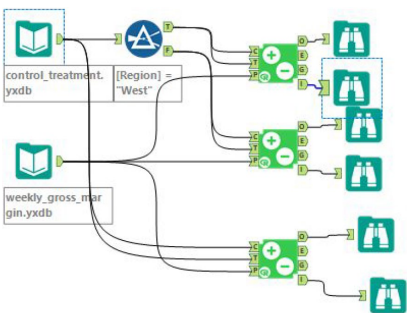 T
F
control_treatment.
yxdb
[Region] =
"West"
C
T
P
O
E
G
I
C
T
P
O
E
G
I
weekly_gross_mar
gin.yxdb
C
T
P
O
E
G
I